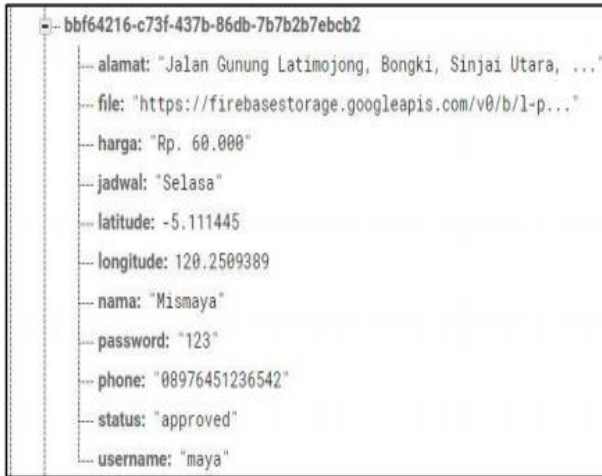 bbf64216-c73f-437b-86db-7b7b2b7ebcb2
alamat: "Jalan Gunung Latimojong, Bongki, Sinjai Utara, ..."
file: "https://firebasestorage.googleapis.com/v0/b/l-p..."
harga: "Rp. 60.000"
jadwal: "Selasa"
latitude: -5.111445
longitude: 120.2509389
nama: "Mismaya"
password: "123"
phone: "08976451236542"
status: "approved"
username: "maya"